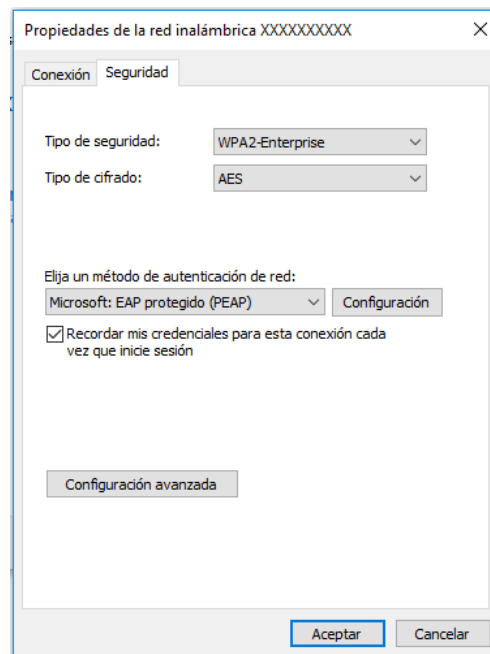 Propiedades de la red inalámbrica XXXXXXXXXX
Conexión Seguridad
Tipo de seguridad: WPA2-Enterprise
Tipo de cifrado: AES
Elija un método de autenticación de red:
Microsoft: EAP protegido (PEAP) Configuración
Recordar mis credenciales para esta conexión cada
vez que inicie sesión
Configuración avanzada
Aceptar Cancelar